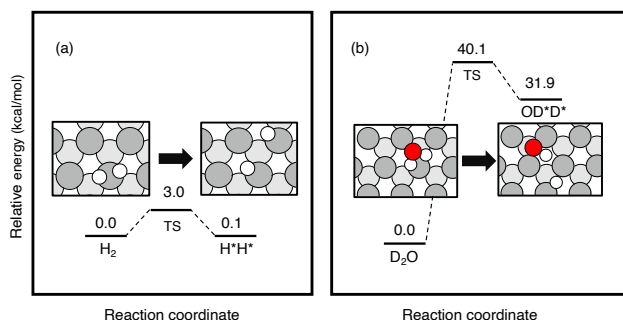 (a)
3.0
0.0
TS
0.1
H₂
H*H*
Relative energy (kcal/mol)
Reaction coordinate
(b)
40.1
TS
31.9
OD*D*
0.0
D₂O
Reaction coordinate